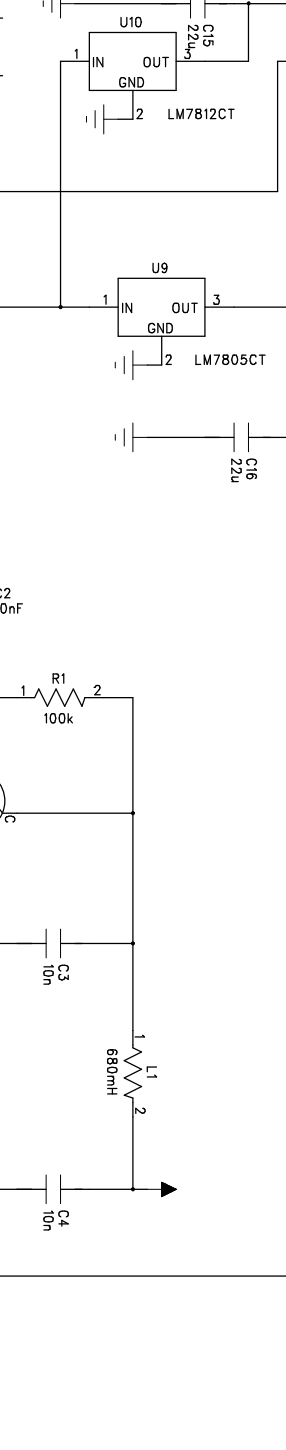 C15
22u
U10
1
IN
OUT
3
GND
2
LM7812CT
U9
1
IN
OUT
3
GND
2
LM7805CT
C16
22u
C2
0nF
R1
1
2
100k
C
C3
10n
1
L1
680mH
2
C4
10n